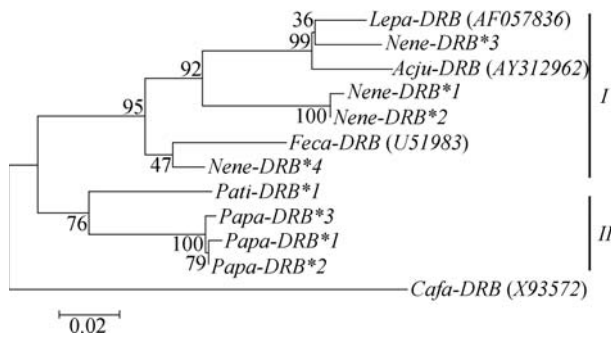 36 Lepa-DRB (AF057836)
99 Nene-DRB*3
92 Acju-DRB (AY312962)
Nene-DRB*1
100 Nene-DRB*2
I
95
Feca-DRB (U51983)
47 Nene-DRB*4
Pati-DRB*1
76
Papa-DRB*3
100 Papa-DRB*1
79 Papa-DRB*2
II
Cafa-DRB (X93572)
0.02